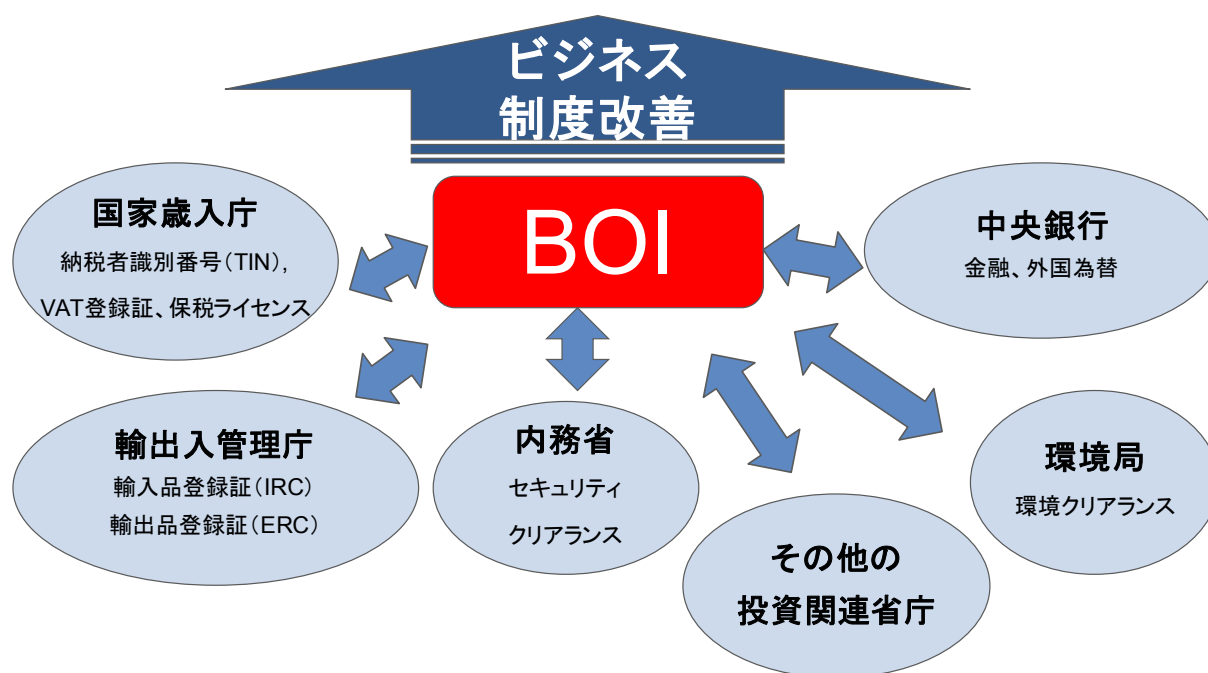 ビジネス
制度改善
BOI
国家歳入庁
納税者識別番号（TIN）,
VAT登録証、保税ライセンス
中央銀行
金融、外国為替
輸出入管理庁
輸入品登録証（IRC）
輸出品登録証（ERC）
内務省
セキュリティ
クリアランス
その他の
投資関連省庁
環境局
環境クリアランス